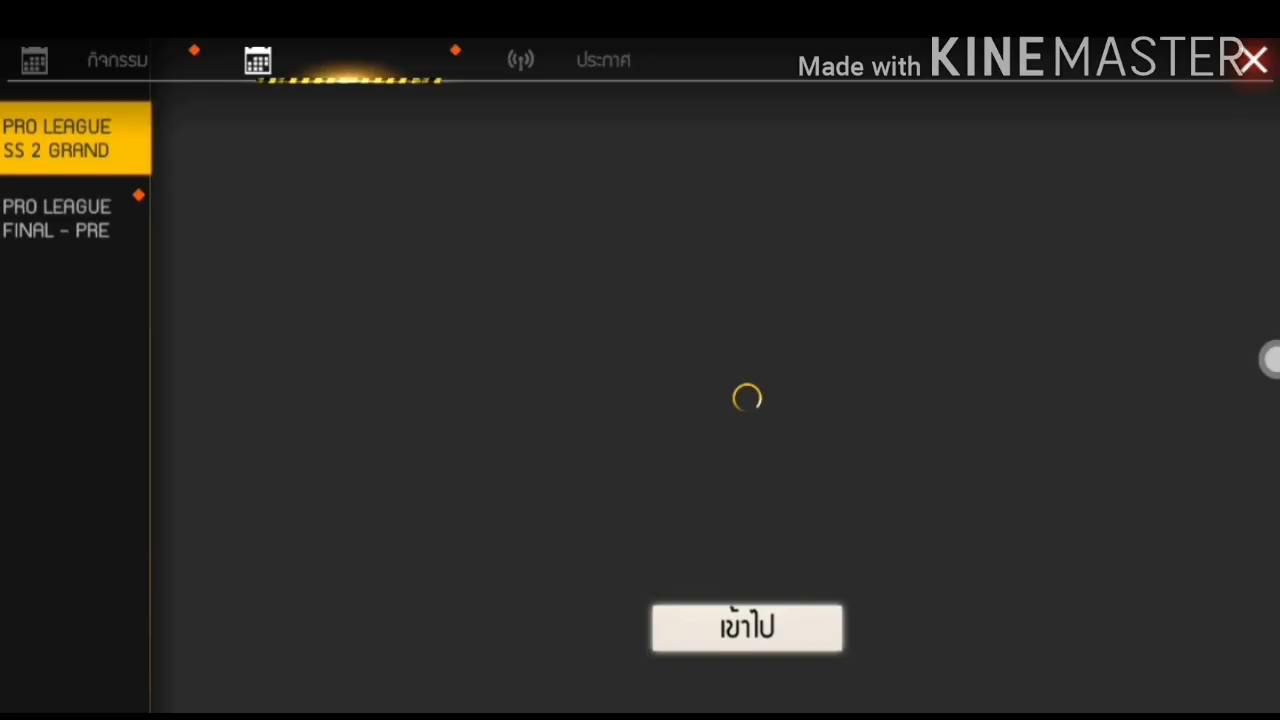 กิจกรรม
ประกาศ
Made with KINEMASTER
PRO LEAGUE
SS 2 GRAND
PRO LEAGUE
FINAL - PRE
เข้าไป